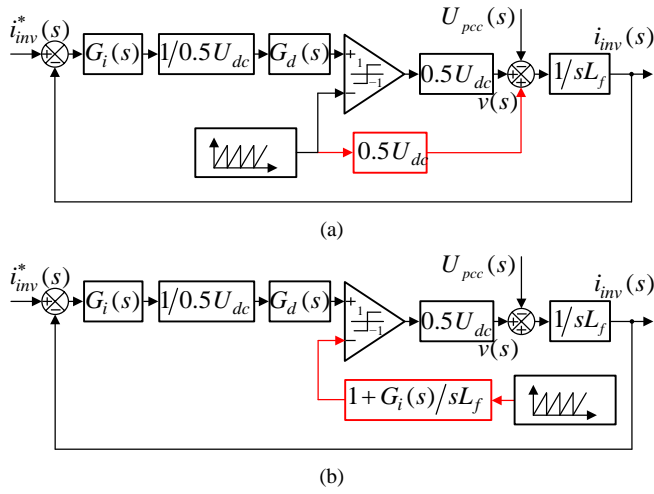 i*inv(s)
Upcc(s)
iinv(s)
+ −
Gi(s)
1/0.5Udc
Gd(s)
+
1
−1
−
0.5Udc
v(s)
−
+
+
1/sLf
0.5Udc
(a)
i*inv(s)
Upcc(s)
iinv(s)
+ −
Gi(s)
1/0.5Udc
Gd(s)
+
1
−1
−
0.5Udc
v(s)
−
+
1/sLf
1+Gi(s)/sLf
(b)